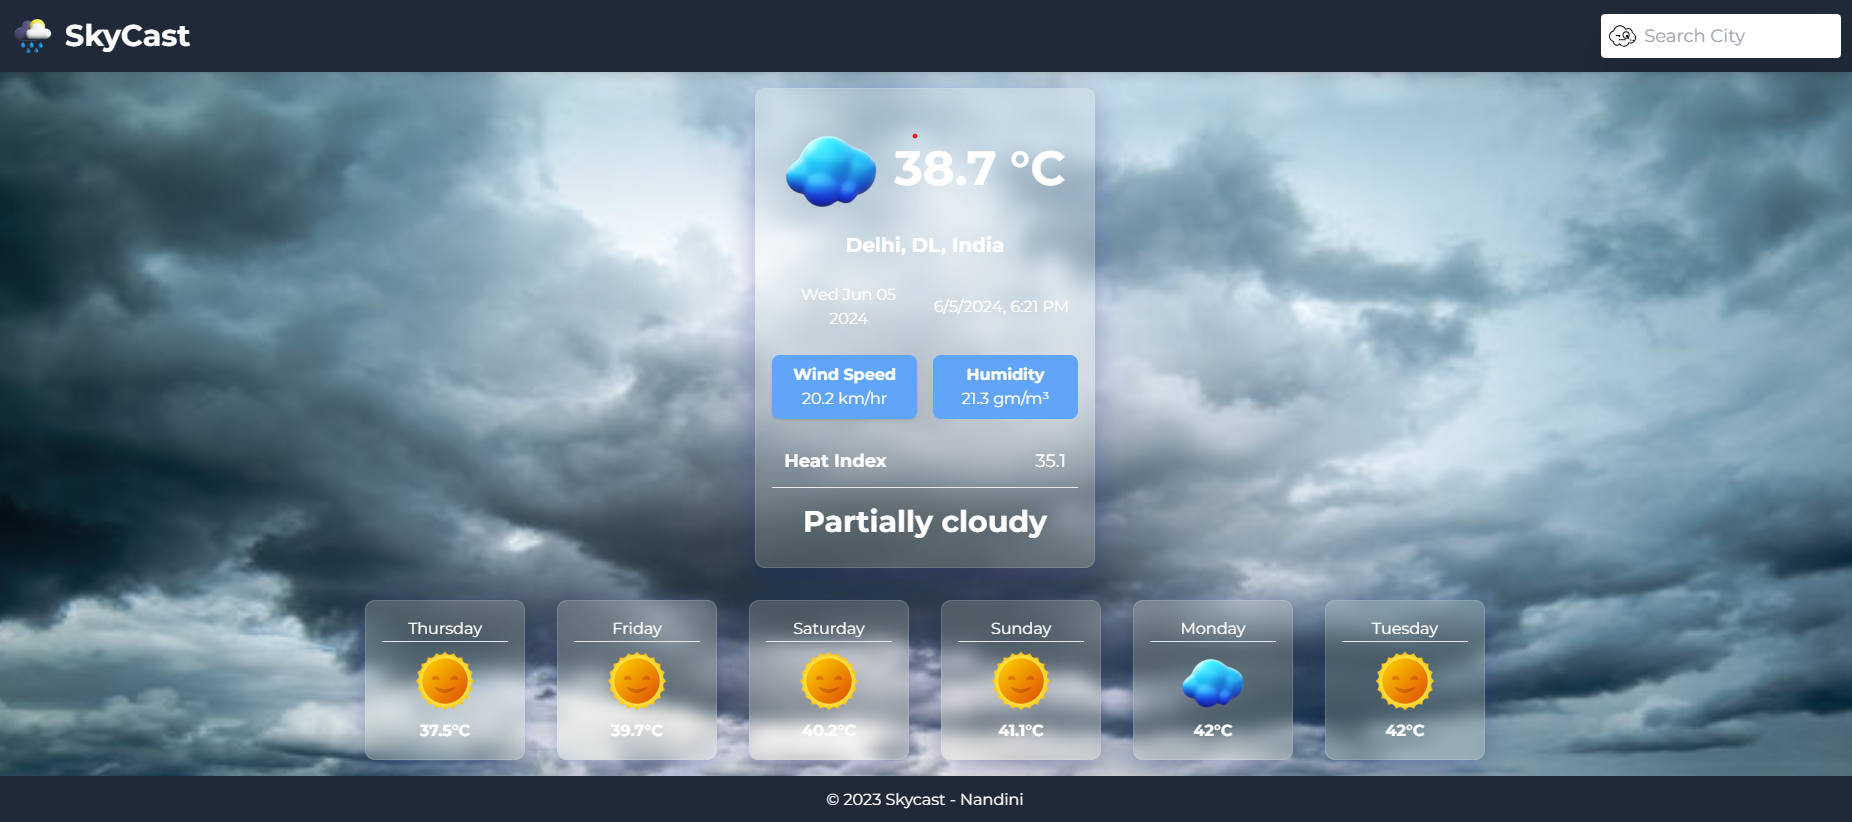 SkyCast
Search City
38.7 °C
Delhi, DL, India
Wed Jun 05
2024
6/5/2024, 6:21 PM
Wind Speed
20.2 km/hr
Humidity
21.3 gm/m³
Heat Index 35.1
Partially cloudy
Thursday
37.5°C
Friday
39.7°C
Saturday
40.2°C
Sunday
41.1°C
Monday
42°C
Tuesday
42°C
© 2023 Skycast - Nandini